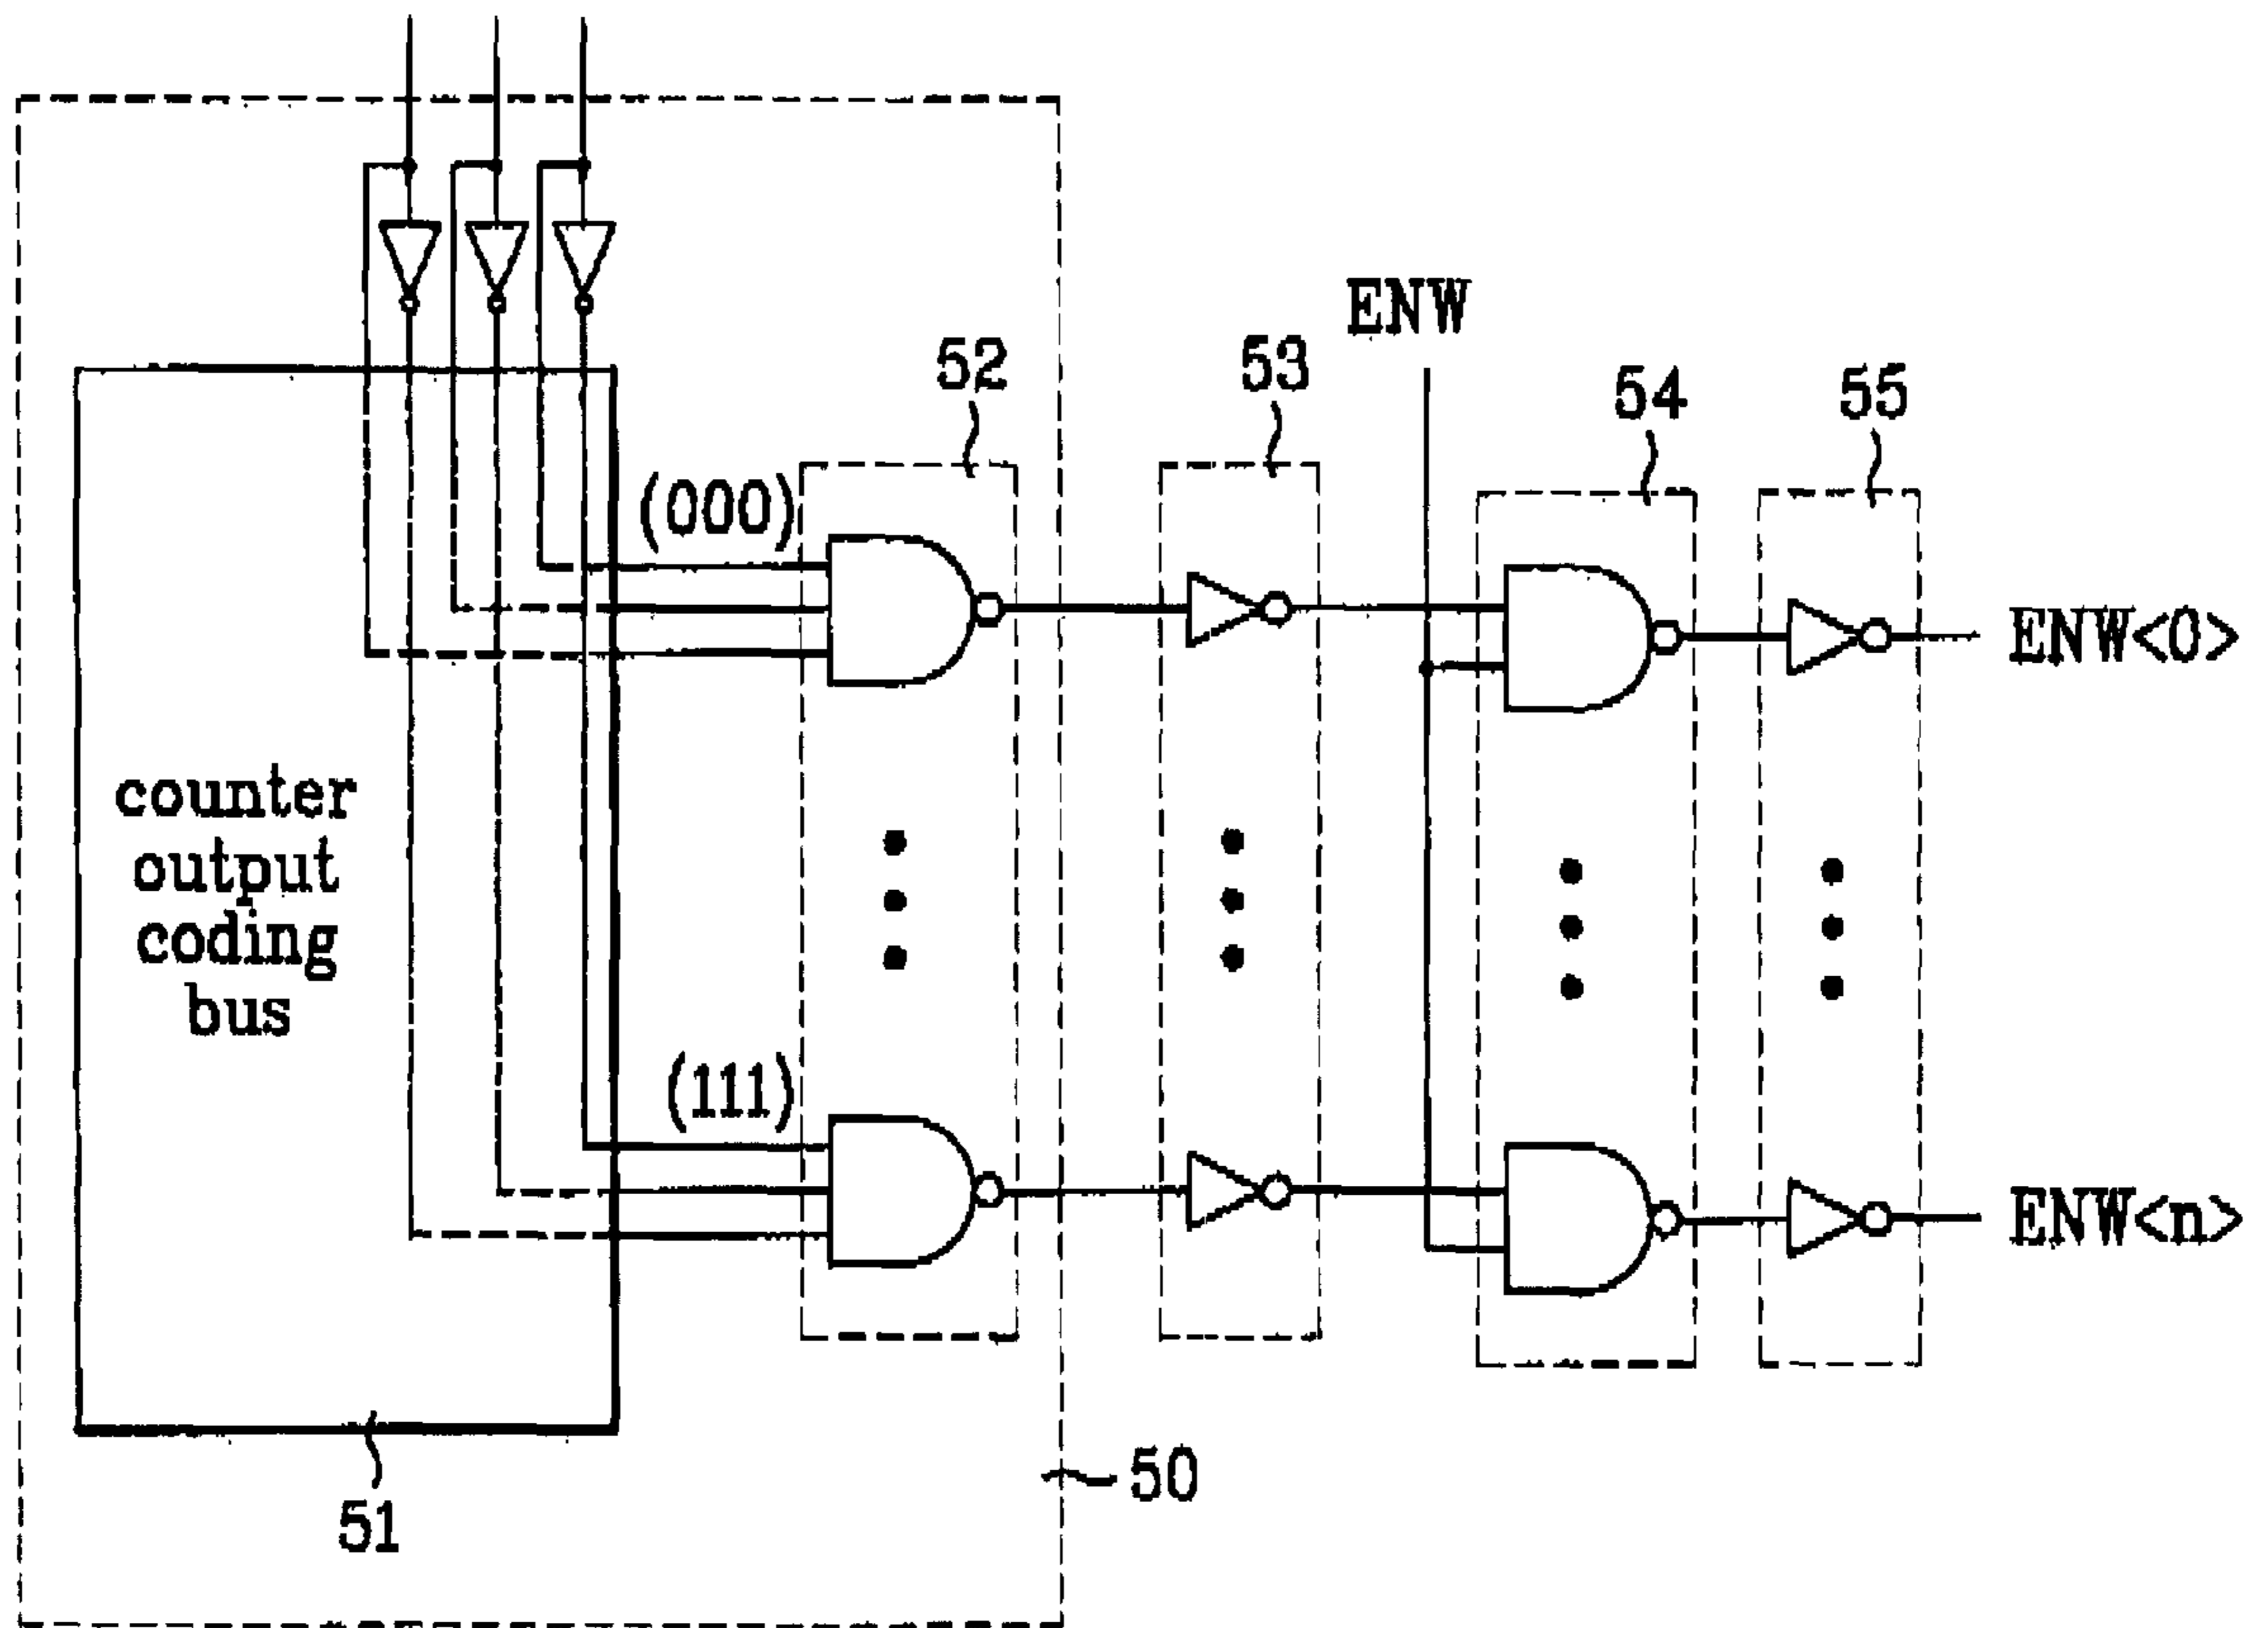 ENW
52
53
54
55
(000)
ENW<0>
counter
output
coding
bus
(111)
ENW<n>
50
51